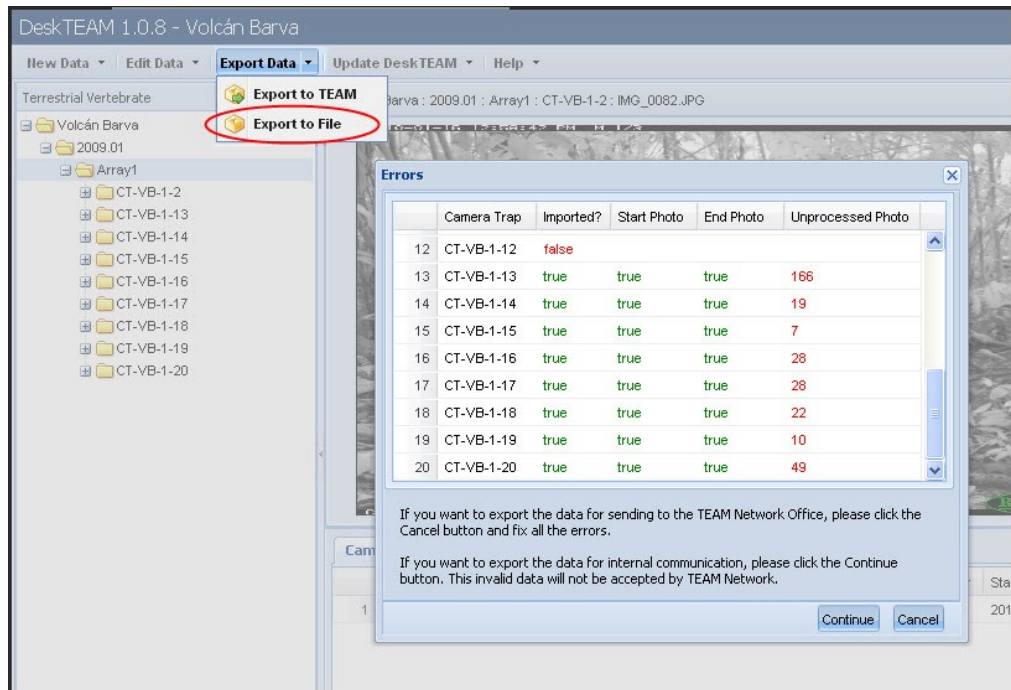 DeskTEAM 1.0.8 - Volcán Barva
New Data Edit Data Export Data Update DeskTEAM Help
Export to TEAM
Export to File
Terrestrial Vertebrate
Barva : 2009.01 : Array1 : CT-VB-1-2 : IMG_0082.JPG
Volcán Barva
2009.01
Array1
CT-VB-1-2
CT-VB-1-13
CT-VB-1-14
CT-VB-1-15
CT-VB-1-16
CT-VB-1-17
CT-VB-1-18
CT-VB-1-19
CT-VB-1-20
Errors
Camera Trap Imported? Start Photo End Photo Unprocessed Photo
12 CT-VB-1-12 false
13 CT-VB-1-13 true true true 166
14 CT-VB-1-14 true true true 19
15 CT-VB-1-15 true true true 7
16 CT-VB-1-16 true true true 28
17 CT-VB-1-17 true true true 28
18 CT-VB-1-18 true true true 22
19 CT-VB-1-19 true true true 10
20 CT-VB-1-20 true true true 49
If you want to export the data for sending to the TEAM Network Office, please click the
Cancel button and fix all the errors.
If you want to export the data for internal communication, please click the Continue
button. This invalid data will not be accepted by TEAM Network.
Continue Cancel
Cam
Sta
1 201